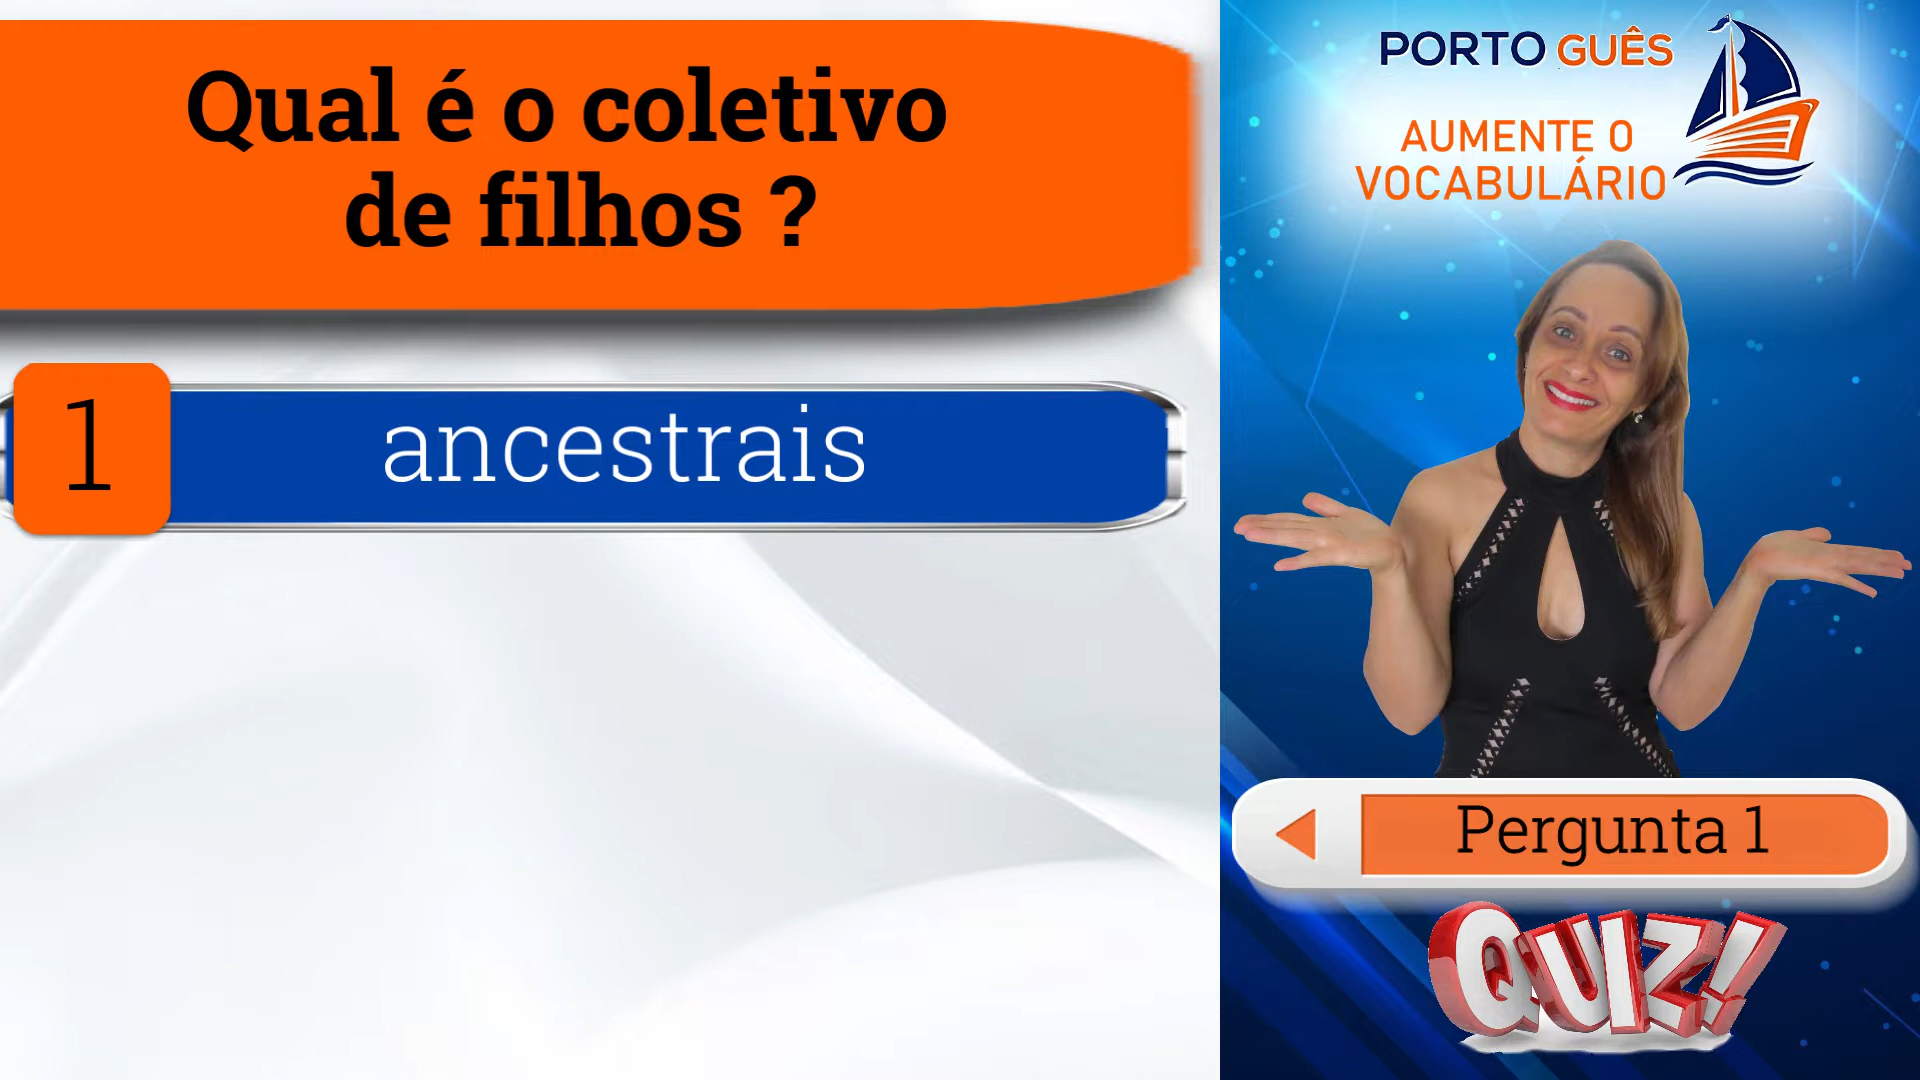 Qual é o coletivo
de filhos ?
1 ancestrais
PORTO GUÊS
AUMENTE O
VOCABULÁRIO
Pergunta 1
QUIZ!